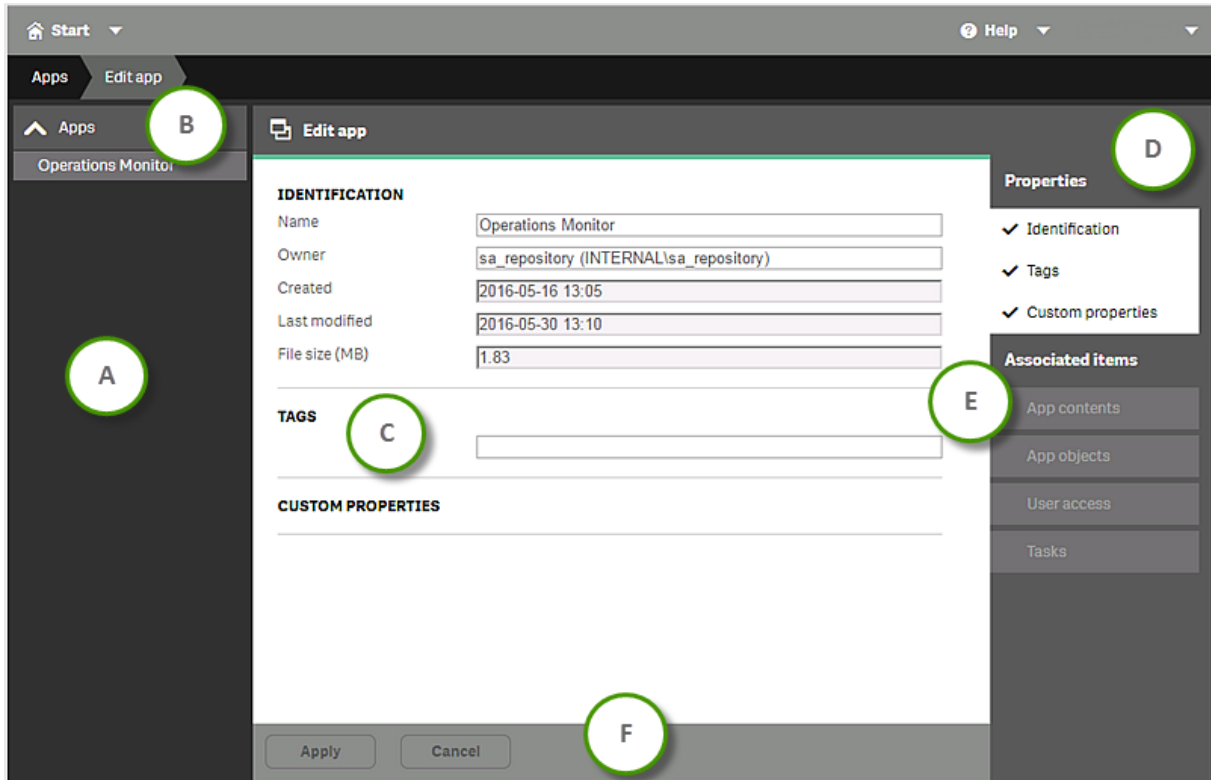 Start
Help
Apps
Edit app
Apps
B
Operations Monitor
A
Edit app
IDENTIFICATION
Name Operations Monitor
Owner sa_repository (INTERNAL\sa_repository)
Created 2016-05-16 13:05
Last modified 2016-05-30 13:10
File size (MB) 1.83
TAGS
C
CUSTOM PROPERTIES
D
Properties
Identification
Tags
Custom properties
Associated items
E
App contents
App objects
User access
Tasks
Apply
Cancel
F